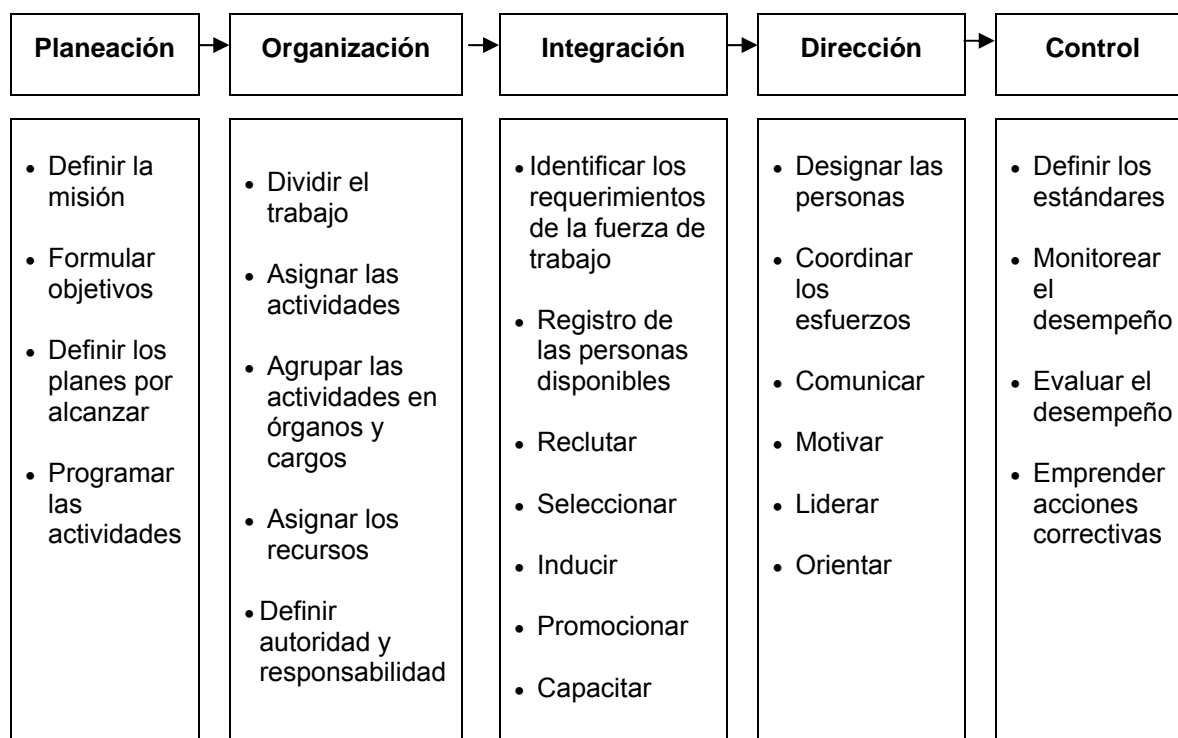 Planeación
Organización
Integración
Dirección
Control
• Definir la
misión
• Formular
objetivos
• Definir los
planes por
alcanzar
• Programar
las
actividades
• Dividir el
trabajo
• Asignar las
actividades
• Agrupar las
actividades en
órganos y
cargos
• Asignar los
recursos
• Definir
autoridad y
responsabilidad
• Identificar los
requerimientos
de la fuerza de
trabajo
• Registro de
las personas
disponibles
• Reclutar
• Seleccionar
• Inducir
• Promocionar
• Capacitar
• Designar las
personas
• Coordinar
los
esfuerzos
• Comunicar
• Motivar
• Liderar
• Orientar
• Definir los
estándares
• Monitorear
el
desempeño
• Evaluar el
desempeño
• Emprender
acciones
correctivas